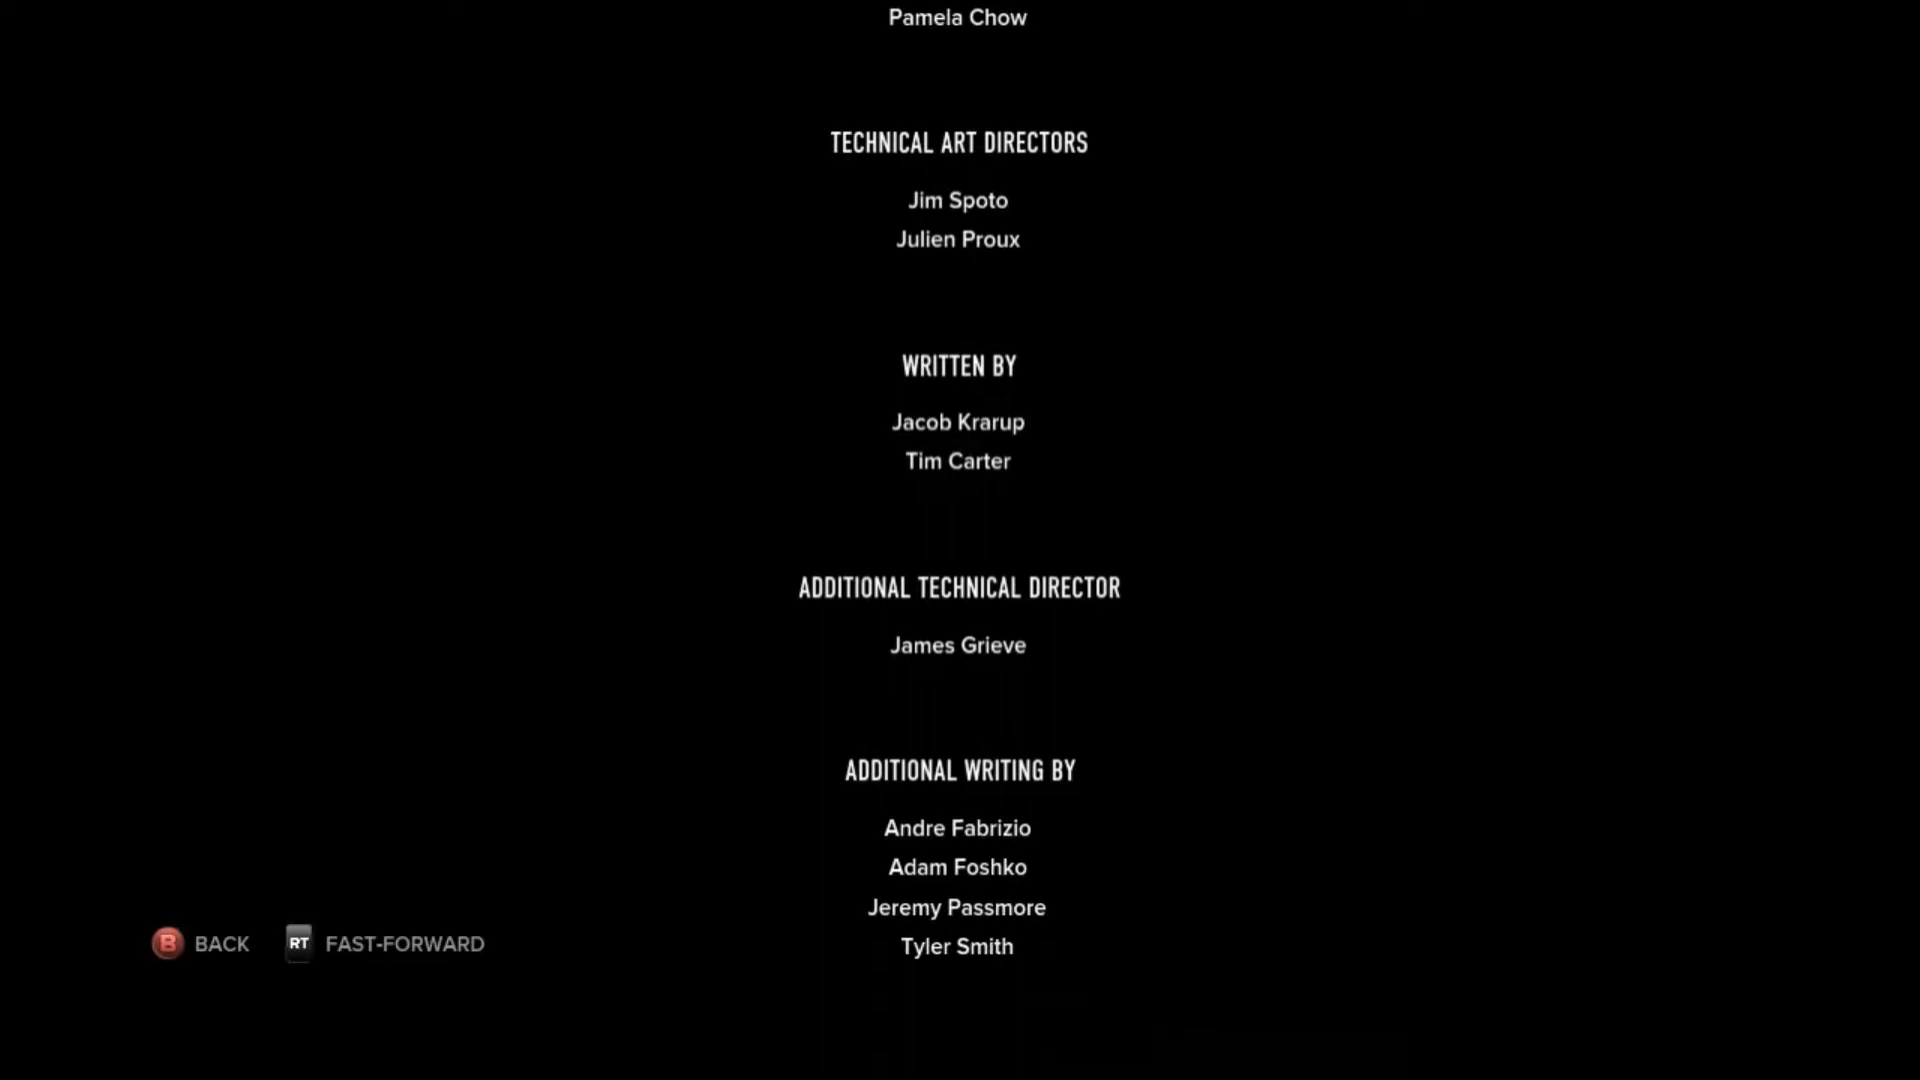 Pamela Chow
TECHNICAL ART DIRECTORS
Jim Spoto
Julien Proux
WRITTEN BY
Jacob Krarup
Tim Carter
ADDITIONAL TECHNICAL DIRECTOR
James Grieve
ADDITIONAL WRITING BY
Andre Fabrizio
Adam Foshko
Jeremy Passmore
Tyler Smith
B BACK RT FAST-FORWARD